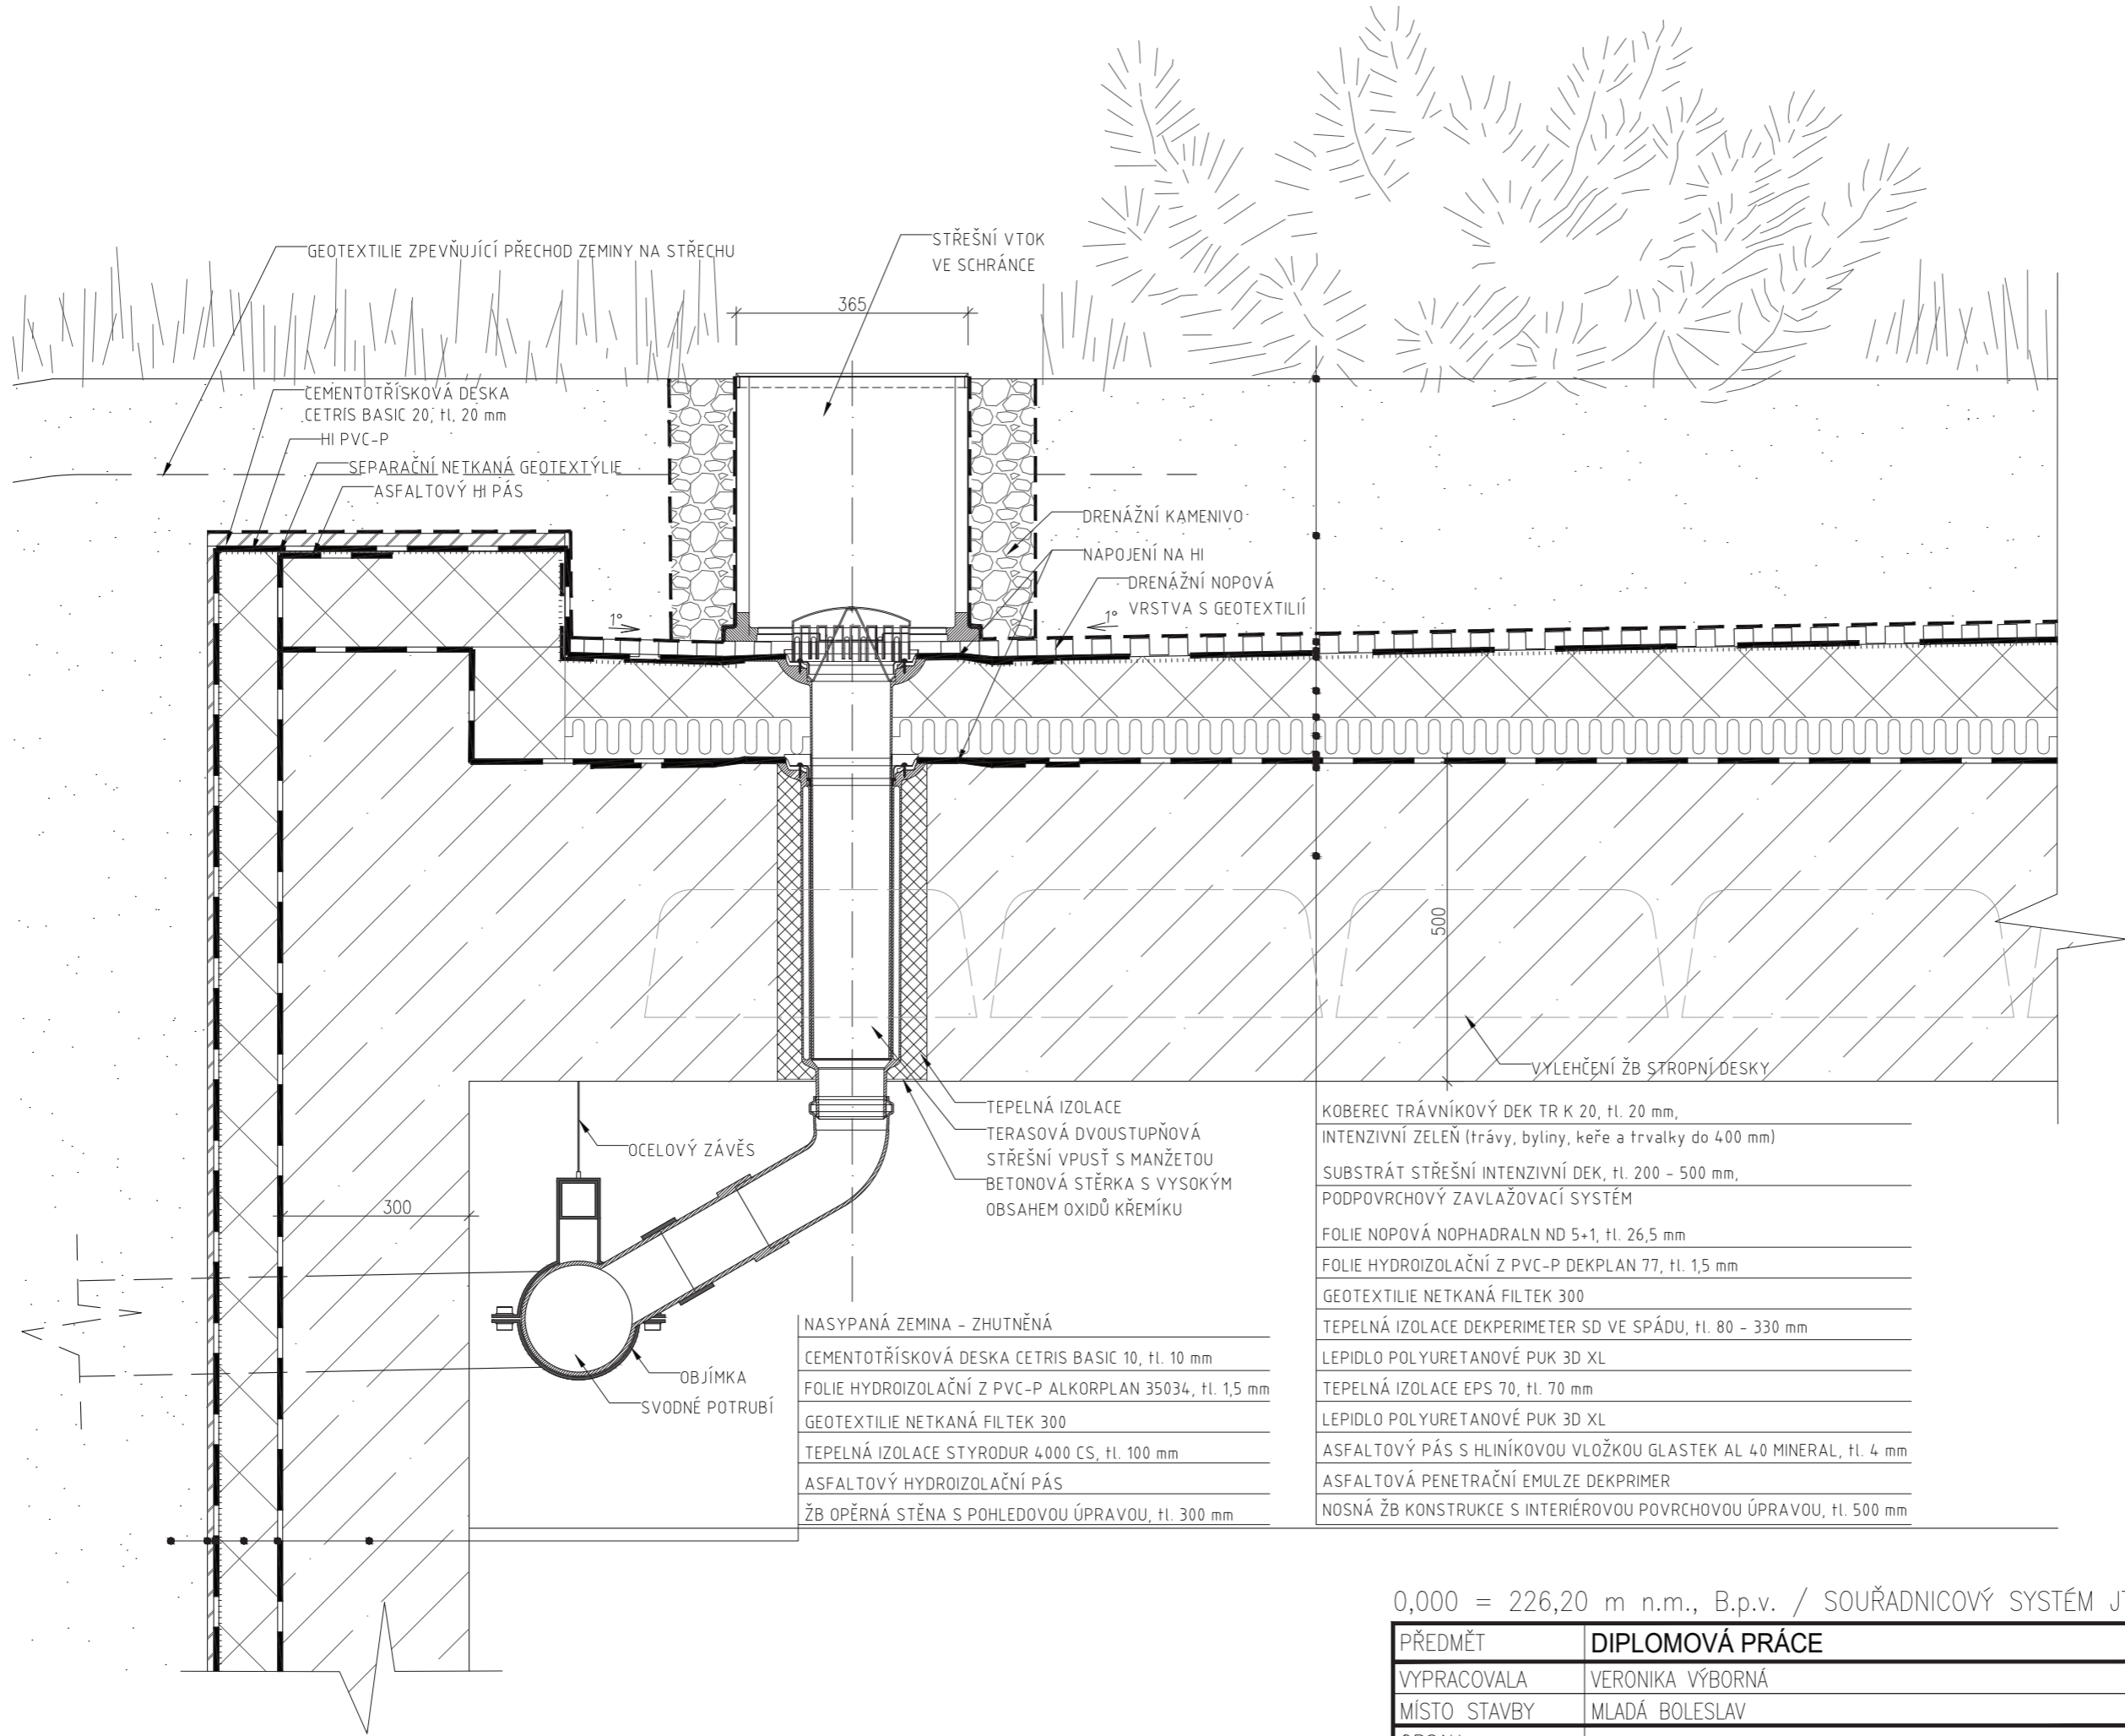 GEOTEXTILIE ZPEVŇUJÍCÍ PŘECHOD ZEMINY NA STŘECHU
STŘEŠNÍ VTOK
VE SCHRÁNCE
365
CEMENTOTŘÍSKOVÁ DESKA
CETRIS BASIC 20, tl. 20 mm
HI PVC-P
SEPARAČNÍ NETKANÁ GEOTEXTÝLIE
ASFALTOVÝ HI PÁS
DRENÁŽNÍ KAMENIVO
NAPOJENÍ NA HI
DRENÁŽNÍ NOPOVÁ
VRSTVA S GEOTEXTILIÍ
1°
1°
500
VYLEHČENÍ ŽB STROPNÍ DESKY
TEPELNÁ IZOLACE
TERASOVÁ DVOUSTUPŇOVÁ
STŘEŠNÍ VPUSŤ S MANŽETOU
BETONOVÁ STĚRKA S VYSOKÝM
OBSAHEM OXIDŮ KŘEMÍKU
OCELOVÝ ZÁVĚS
300
OBJÍMKA
SVODNÉ POTRUBÍ
NASYPANÁ ZEMINA - ZHUTNĚNÁ
CEMENTOTŘÍSKOVÁ DESKA CETRIS BASIC 10, tl. 10 mm
FOLIE HYDROIZOLAČNÍ Z PVC-P ALKORPLAN 35034, tl. 1,5 mm
GEOTEXTILIE NETKANÁ FILTEK 300
TEPELNÁ IZOLACE STYRODUR 4000 CS, tl. 100 mm
ASFALTOVÝ HYDROIZOLAČNÍ PÁS
ŽB OPĚRNÁ STĚNA S POHLEDOVOU ÚPRAVOU, tl. 300 mm
KOBEREC TRÁVNÍKOVÝ DEK TR K 20, tl. 20 mm,
INTENZIVNÍ ZELEŇ (trávy, byliny, keře a trvalky do 400 mm)
SUBSTRÁT STŘEŠNÍ INTENZIVNÍ DEK, tl. 200 - 500 mm,
PODPOVRCHOVÝ ZAVLAŽOVACÍ SYSTÉM
FOLIE NOPOVÁ NOPHADRALN ND 5+1, tl. 26,5 mm
FOLIE HYDROIZOLAČNÍ Z PVC-P DEKPLAN 77, tl. 1,5 mm
GEOTEXTILIE NETKANÁ FILTEK 300
TEPELNÁ IZOLACE DEKPERIMETER SD VE SPÁDU, tl. 80 - 330 mm
LEPIDLO POLYURETANOVÉ PUK 3D XL
TEPELNÁ IZOLACE EPS 70, tl. 70 mm
LEPIDLO POLYURETANOVÉ PUK 3D XL
ASFALTOVÝ PÁS S HLINÍKOVOU VLOŽKOU GLASTEK AL 40 MINERAL, tl. 4 mm
ASFALTOVÁ PENETRAČNÍ EMULZE DEKPRIMER
NOSNÁ ŽB KONSTRUKCE S INTERIÉROVOU POVRCHOVOU ÚPRAVOU, tl. 500 mm
0,000 = 226,20 m n.m., B.p.v. / SOUŘADNICOVÝ SYSTÉM
PŘEDMĚT DIPLOMOVÁ PRÁCE
VYPRACOVALA VERONIKA VÝBORNÁ
MÍSTO STAVBY MLADÁ BOLESLAV